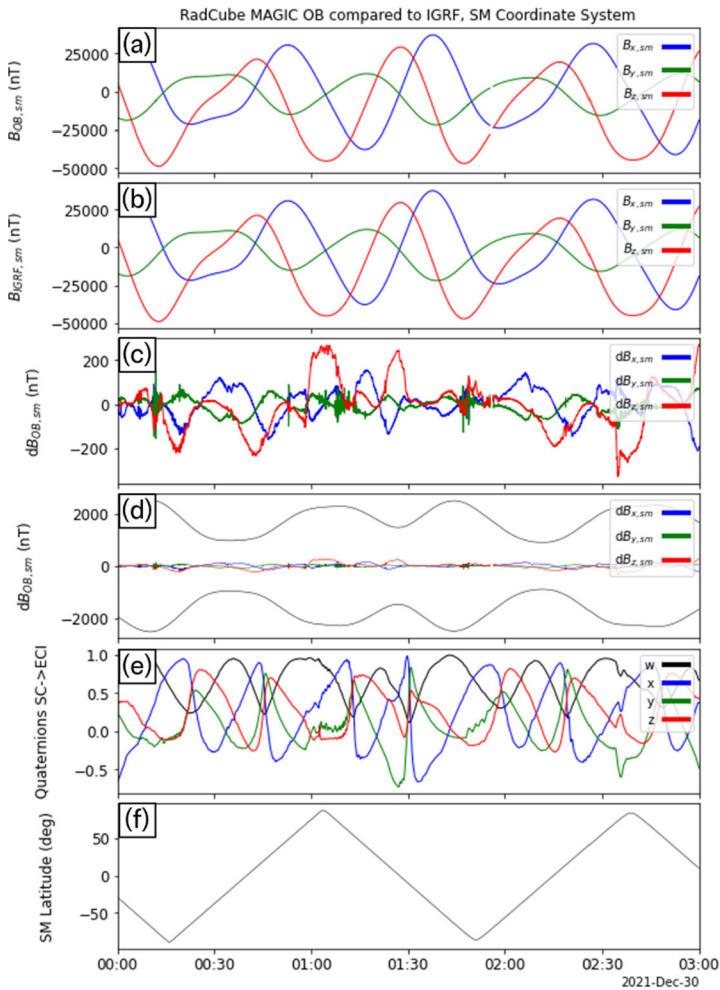 RadCube MAGIC OB compared to IGRF, SM Coordinate System
(a)
B_OB,sm (nT)
25000
0
−25000
−50000
B_x,sm
B_y,sm
B_z,sm
(b)
B_IGRF,sm (nT)
25000
0
−25000
−50000
B_x,sm
B_y,sm
B_z,sm
(c)
dB_OB,sm (nT)
200
0
−200
dB_x,sm
dB_y,sm
dB_z,sm
(d)
dB_OB,sm (nT)
2000
0
−2000
dB_x,sm
dB_y,sm
dB_z,sm
(e)
Quaternions SC->ECI
1.0
0.5
0.0
−0.5
w
x
y
z
(f)
SM Latitude (deg)
50
0
−50
00:00 00:30 01:00 01:30 02:00 02:30 03:00
2021-Dec-30